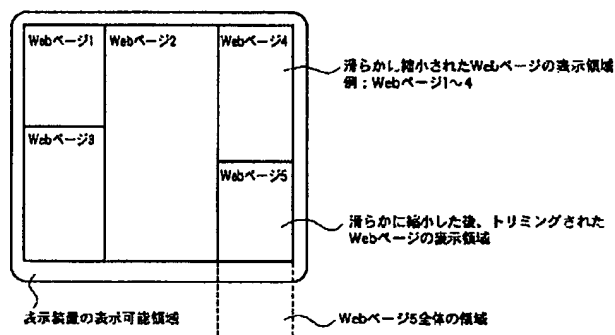 Webページ1
Webページ2
Webページ4
滑らかに縮小されたWebページの表示領域
例：Webページ1～4
Webページ3
Webページ5
滑らかに縮小した後、トリミングされた
Webページの表示領域
表示装置の表示可能領域
Webページ5全体の領域